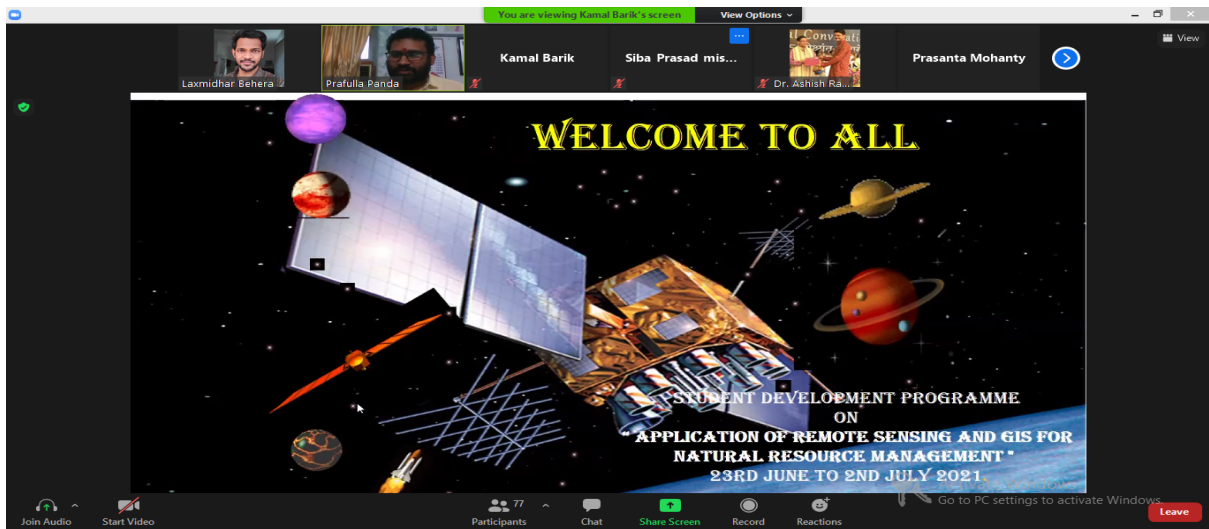 You are viewing Kamal Barik's screen
View Options
View
Laxmidhar Behera
Prafulla Panda
Kamal Barik
Siba Prasad mis...
Dr. Ashish Ra...
Prasanta Mohanty
WELCOME TO ALL
STUDENT DEVELOPMENT PROGRAMME
ON
" APPLICATION OF REMOTE SENSING AND GIS FOR
NATURAL RESOURCE MANAGEMENT "
23RD JUNE TO 2ND JULY 2021
Go to PC settings to activate Windows.
Join Audio
Start Video
Participants
77
Chat
Share Screen
Record
Reactions
Leave